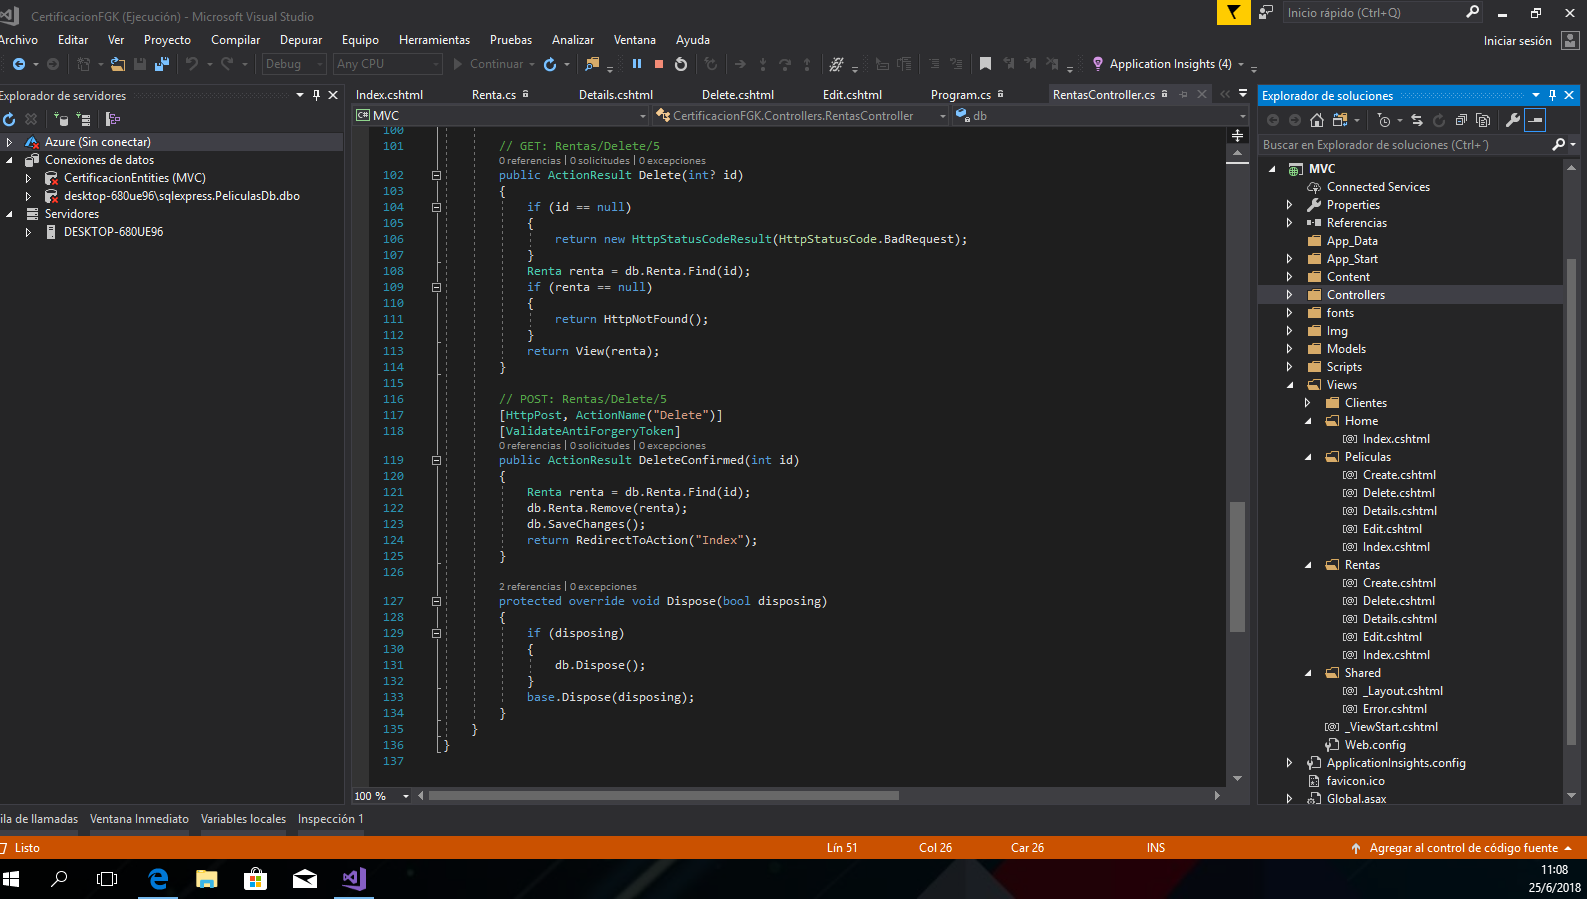 CertificacionFGK (Ejecución) - Microsoft Visual Studio
Inicio rápido (Ctrl+Q)
Archivo Editar Ver Proyecto Compilar Depurar Equipo Herramientas Pruebas Analizar Ventana Ayuda
Iniciar sesión
Debug Any CPU Continuar Application Insights (4)
Explorador de servidores
Azure (Sin conectar)
Conexiones de datos
CertificacionEntities (MVC)
desktop-680ue96\sqlexpress.PeliculasDb.dbo
Servidores
DESKTOP-680UE96
Index.cshtml Renta.cs Details.cshtml Delete.cshtml Edit.cshtml Program.cs RentasController.cs
C# MVC CertificacionFGK.Controllers.RentasController db
100
101 // GET: Rentas/Delete/5
0 referencias | 0 solicitudes | 0 excepciones
102 public ActionResult Delete(int? id)
103 {
104 if (id == null)
105 {
106 return new HttpStatusCodeResult(HttpStatusCode.BadRequest);
107 }
108 Renta renta = db.Renta.Find(id);
109 if (renta == null)
110 {
111 return HttpNotFound();
112 }
113 return View(renta);
114 }
115
116 // POST: Rentas/Delete/5
117 [HttpPost, ActionName("Delete")]
118 [ValidateAntiForgeryToken]
0 referencias | 0 solicitudes | 0 excepciones
119 public ActionResult DeleteConfirmed(int id)
120 {
121 Renta renta = db.Renta.Find(id);
122 db.Renta.Remove(renta);
123 db.SaveChanges();
124 return RedirectToAction("Index");
125 }
126
2 referencias | 0 excepciones
127 protected override void Dispose(bool disposing)
128 {
129 if (disposing)
130 {
131 db.Dispose();
132 }
133 base.Dispose(disposing);
134 }
135 }
136 }
137
100 %
Explorador de soluciones
Buscar en Explorador de soluciones (Ctrl+´)
MVC
Connected Services
Properties
Referencias
App_Data
App_Start
Content
Controllers
fonts
Img
Models
Scripts
Views
Clientes
Home
Index.cshtml
Peliculas
Create.cshtml
Delete.cshtml
Details.cshtml
Edit.cshtml
Index.cshtml
Rentas
Create.cshtml
Delete.cshtml
Details.cshtml
Edit.cshtml
Index.cshtml
Shared
_Layout.cshtml
Error.cshtml
_ViewStart.cshtml
Web.config
ApplicationInsights.config
favicon.ico
Global.asax
ila de llamadas Ventana Inmediato Variables locales Inspección 1
Listo Lín 51 Col 26 Car 26 INS Agregar al control de código fuente
11:08
25/6/2018